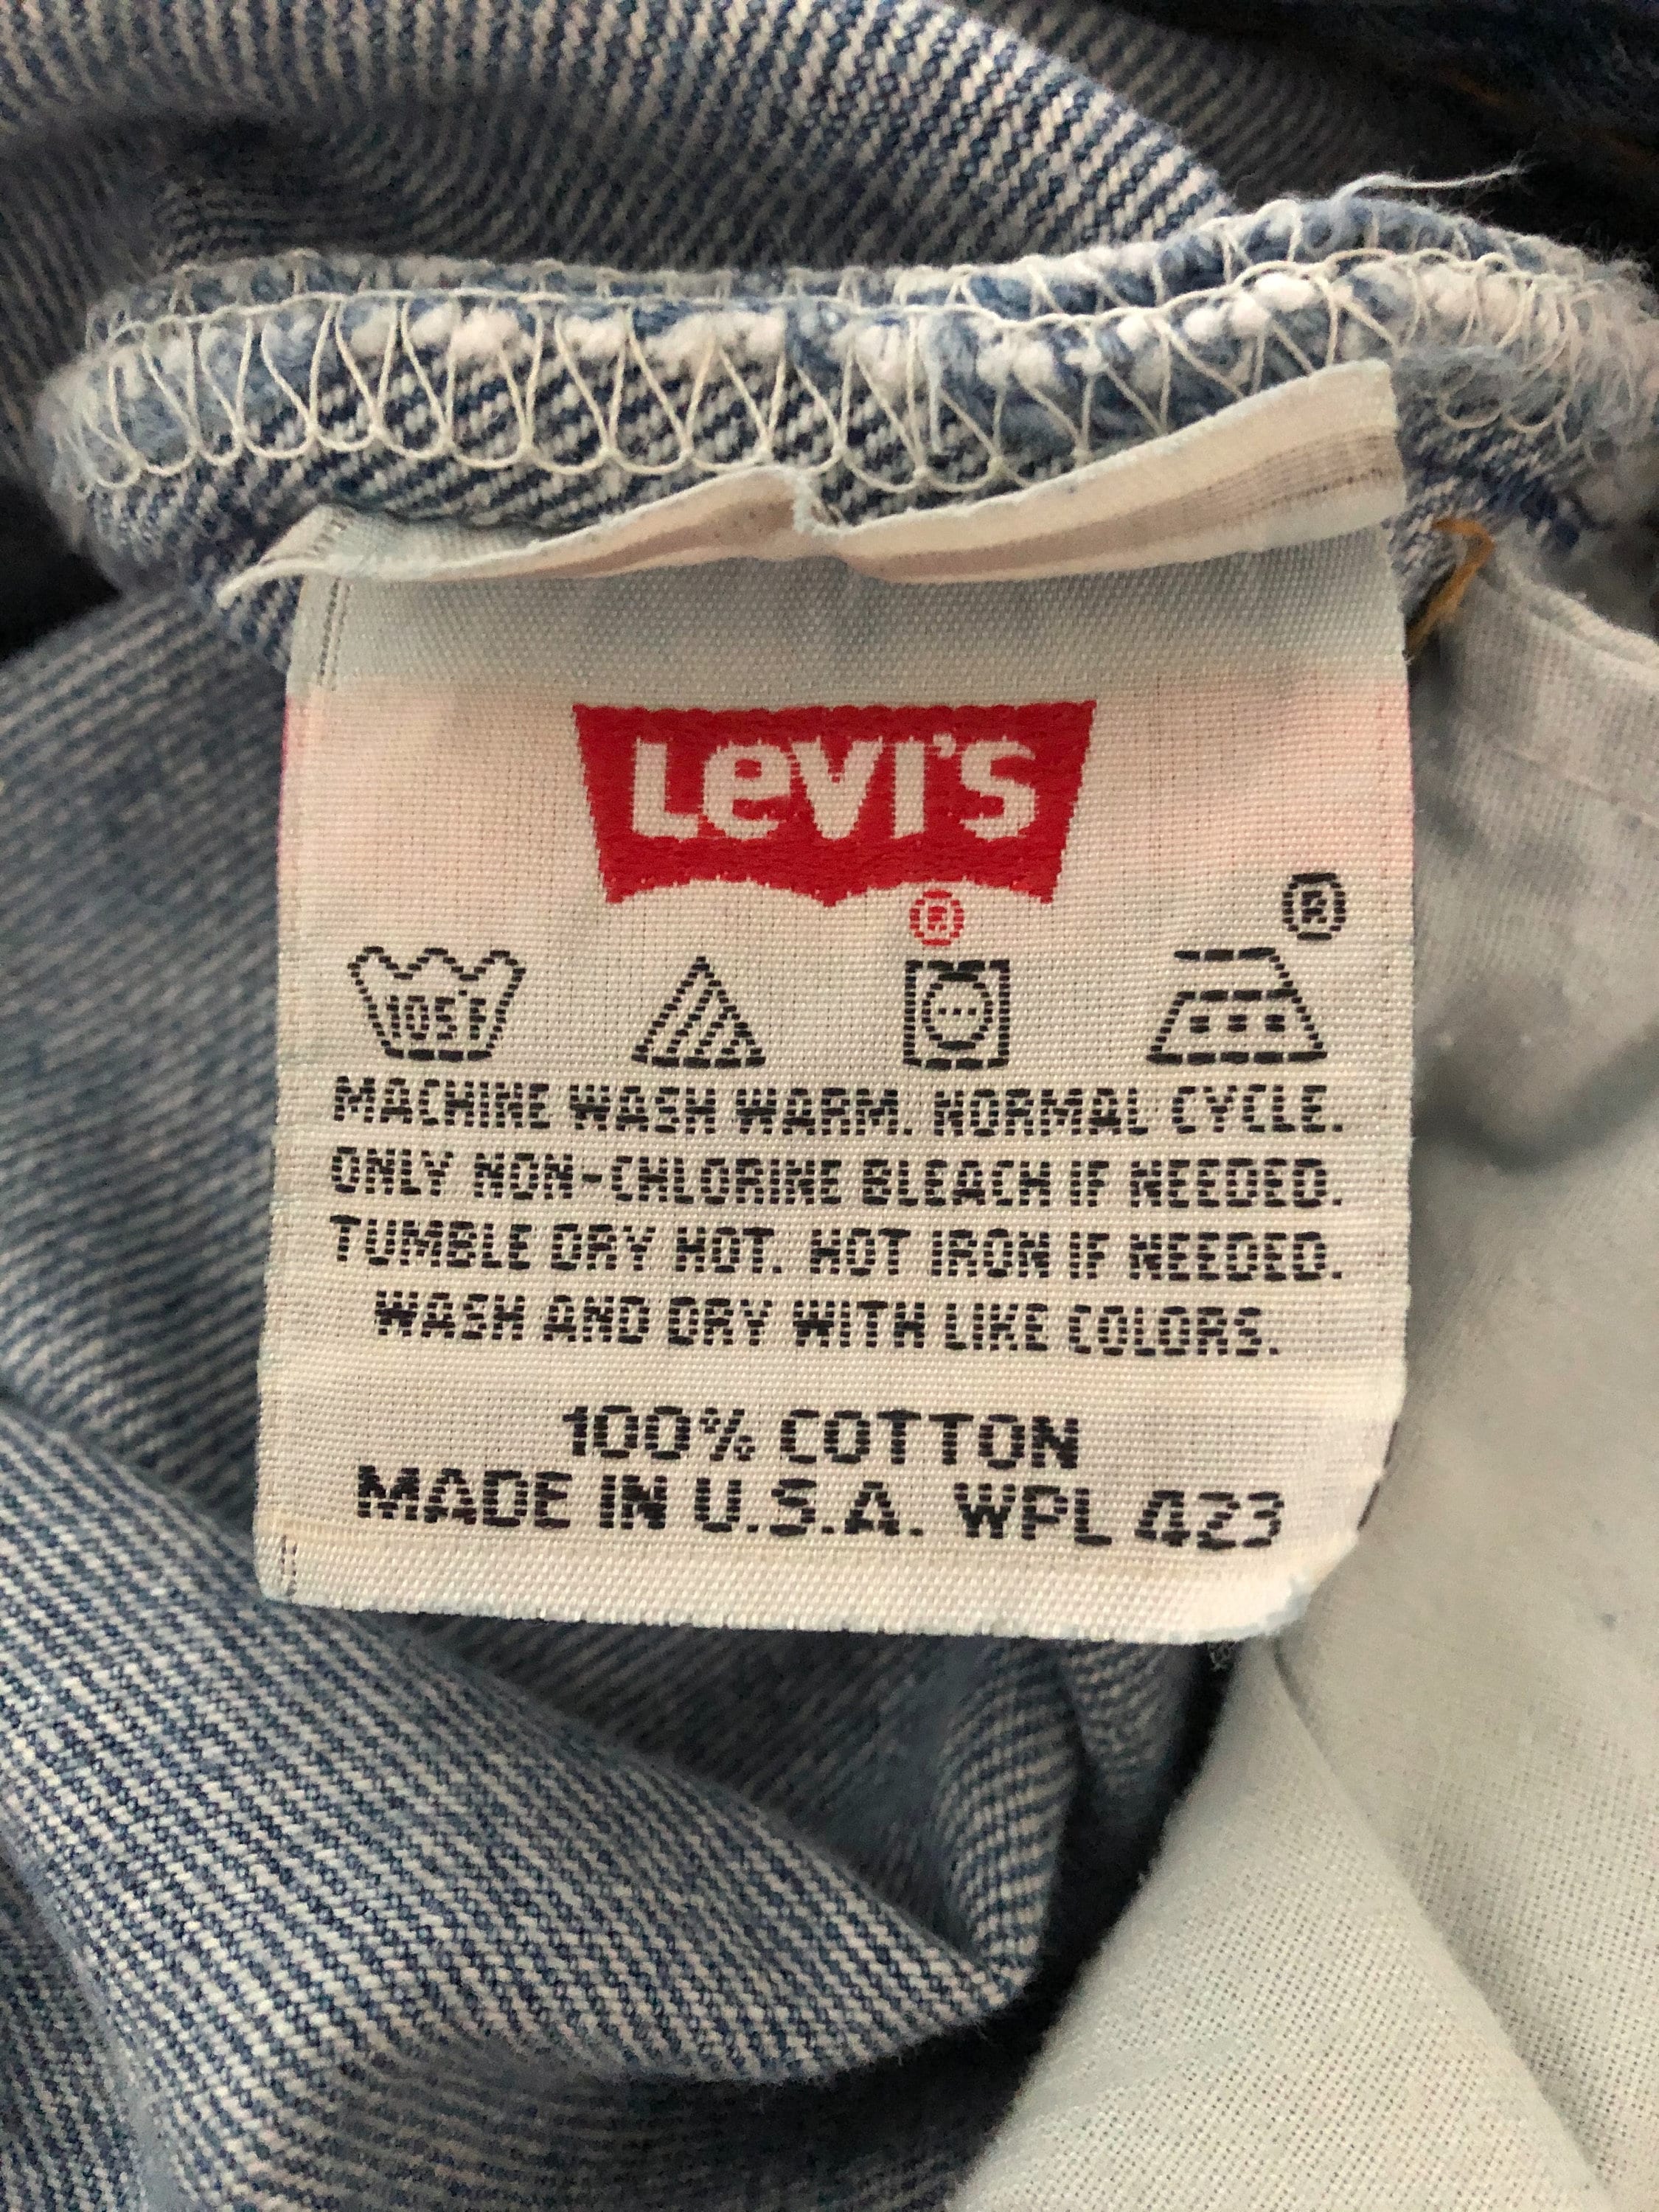 LEVI'S
®
®
105°F
MACHINE WASH WARM. NORMAL CYCLE.
ONLY NON-CHLORINE BLEACH IF NEEDED.
TUMBLE DRY HOT. HOT IRON IF NEEDED.
WASH AND DRY WITH LIKE COLORS.
100% COTTON
MADE IN U.S.A. WPL 423